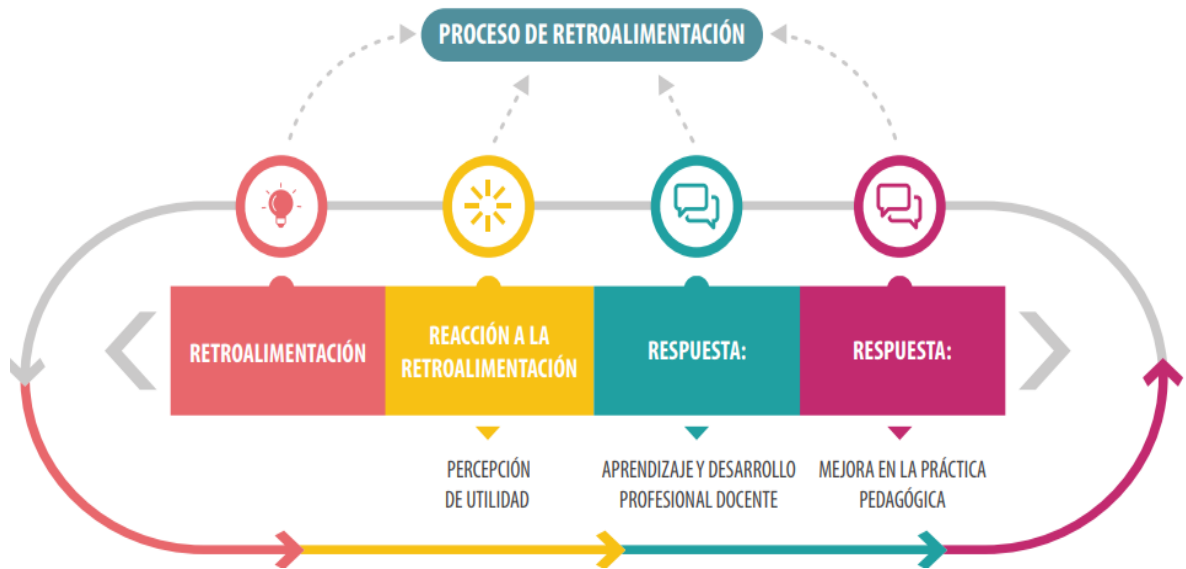 PROCESO DE RETROALIMENTACIÓN
RETROALIMENTACIÓN
REACCIÓN A LA
RETROALIMENTACIÓN
RESPUESTA:
RESPUESTA:
PERCEPCIÓN
DE UTILIDAD
APRENDIZAJE Y DESARROLLO
PROFESIONAL DOCENTE
MEJORA EN LA PRÁCTICA
PEDAGÓGICA